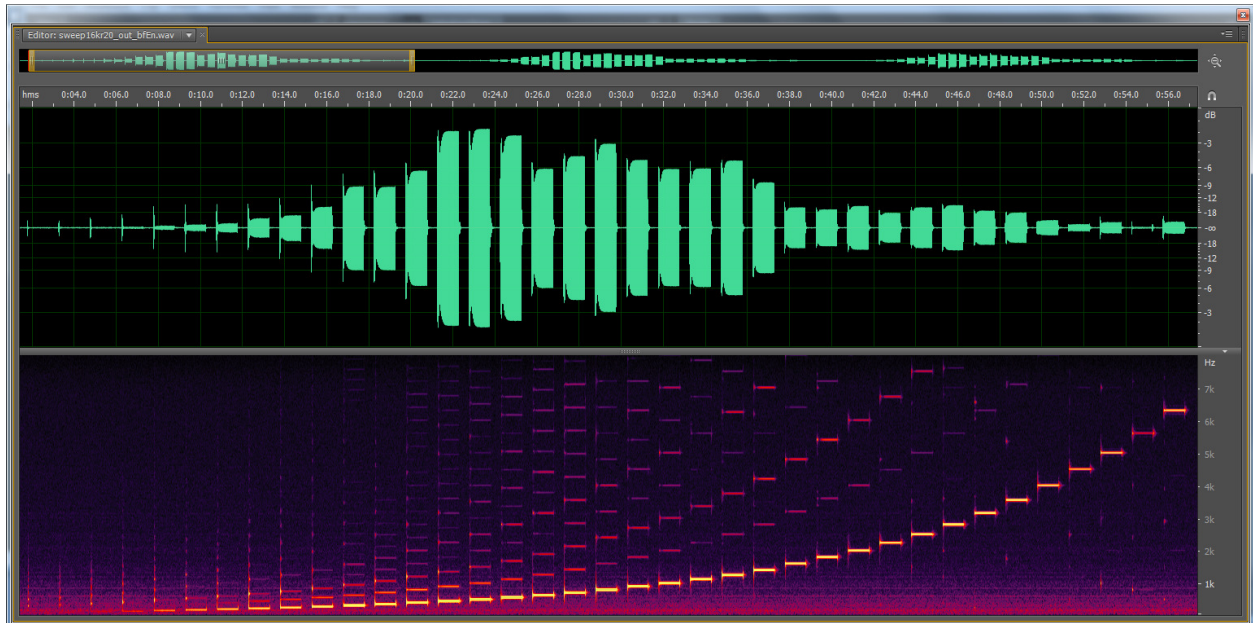 Editor: sweep16kr20_out_bfEn.wav
hms 0:04.0 0:06.0 0:08.0 0:10.0 0:12.0 0:14.0 0:16.0 0:18.0 0:20.0 0:22.0 0:24.0 0:26.0 0:28.0 0:30.0 0:32.0 0:34.0 0:36.0 0:38.0 0:40.0 0:42.0 0:44.0 0:46.0 0:48.0 0:50.0 0:52.0 0:54.0 0:56.0
dB
-3
-6
-9
-12
-18
-∞
-18
-12
-9
-6
-3
Hz
7k
6k
5k
4k
3k
2k
1k